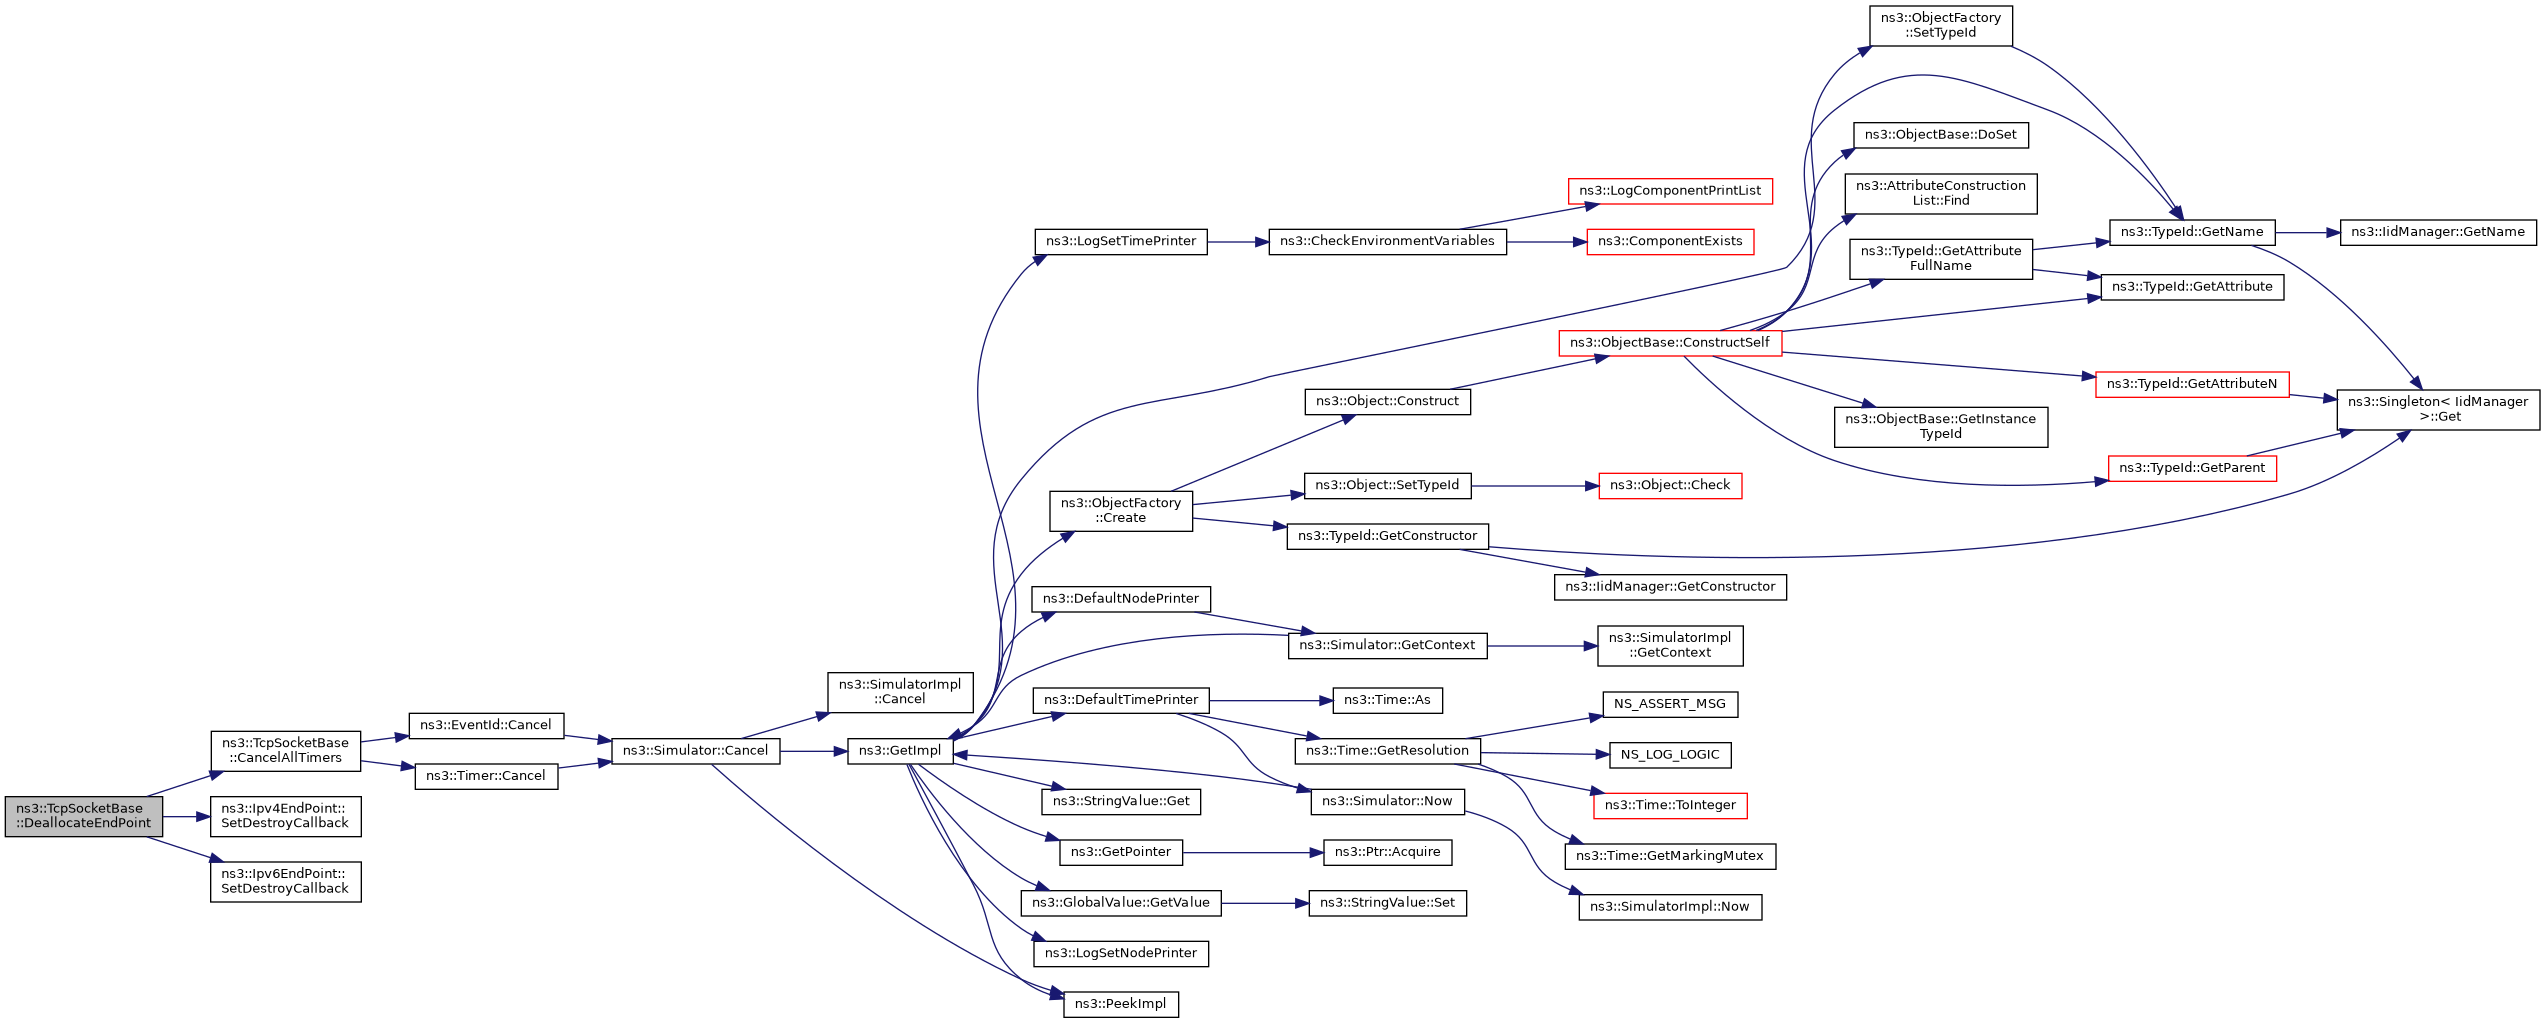 ns3::TcpSocketBase
::DeallocateEndPoint
ns3::TcpSocketBase
::CancelAllTimers
ns3::Ipv4EndPoint::
SetDestroyCallback
ns3::Ipv6EndPoint::
SetDestroyCallback
ns3::EventId::Cancel
ns3::Timer::Cancel
ns3::Simulator::Cancel
ns3::SimulatorImpl
::Cancel
ns3::GetImpl
ns3::LogSetTimePrinter
ns3::ObjectFactory
::Create
ns3::DefaultNodePrinter
ns3::DefaultTimePrinter
ns3::StringValue::Get
ns3::GetPointer
ns3::GlobalValue::GetValue
ns3::LogSetNodePrinter
ns3::PeekImpl
ns3::CheckEnvironmentVariables
ns3::Object::Construct
ns3::Object::SetTypeId
ns3::TypeId::GetConstructor
ns3::Simulator::GetContext
ns3::Time::As
ns3::Time::GetResolution
ns3::Simulator::Now
ns3::Ptr::Acquire
ns3::StringValue::Set
ns3::LogComponentPrintList
ns3::ComponentExists
ns3::ObjectBase::ConstructSelf
ns3::Object::Check
ns3::IidManager::GetConstructor
ns3::SimulatorImpl
::GetContext
NS_ASSERT_MSG
NS_LOG_LOGIC
ns3::Time::ToInteger
ns3::Time::GetMarkingMutex
ns3::SimulatorImpl::Now
ns3::ObjectFactory
::SetTypeId
ns3::ObjectBase::DoSet
ns3::AttributeConstruction
List::Find
ns3::TypeId::GetAttribute
FullName
ns3::ObjectBase::GetInstance
TypeId
ns3::TypeId::GetName
ns3::TypeId::GetAttribute
ns3::TypeId::GetAttributeN
ns3::TypeId::GetParent
ns3::IidManager::GetName
ns3::Singleton< IidManager
>::Get